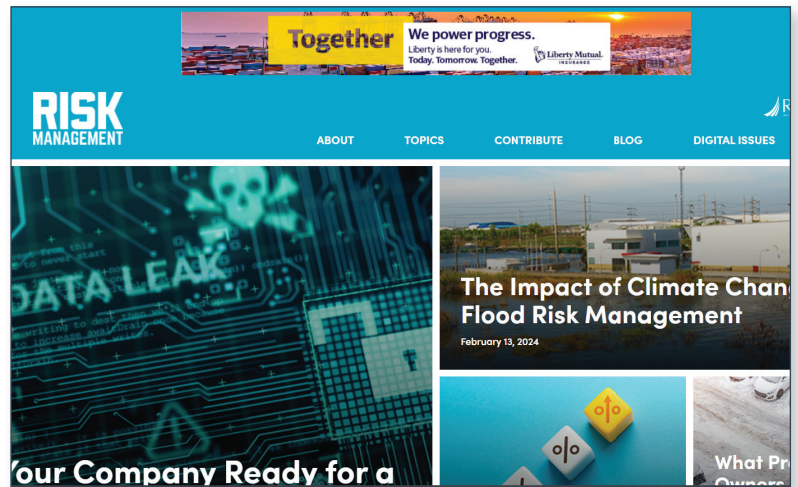 Together
We power progress.
Liberty is here for you.
Today. Tomorrow. Together.
Liberty Mutual.
INSURANCE
RISK
MANAGEMENT
R
ABOUT TOPICS CONTRIBUTE BLOG DIGITAL ISSUES
DATA LEAK
The Impact of Climate Chan
Flood Risk Management
February 13, 2024
% %
Your Company Ready for a
What Pr
Owners